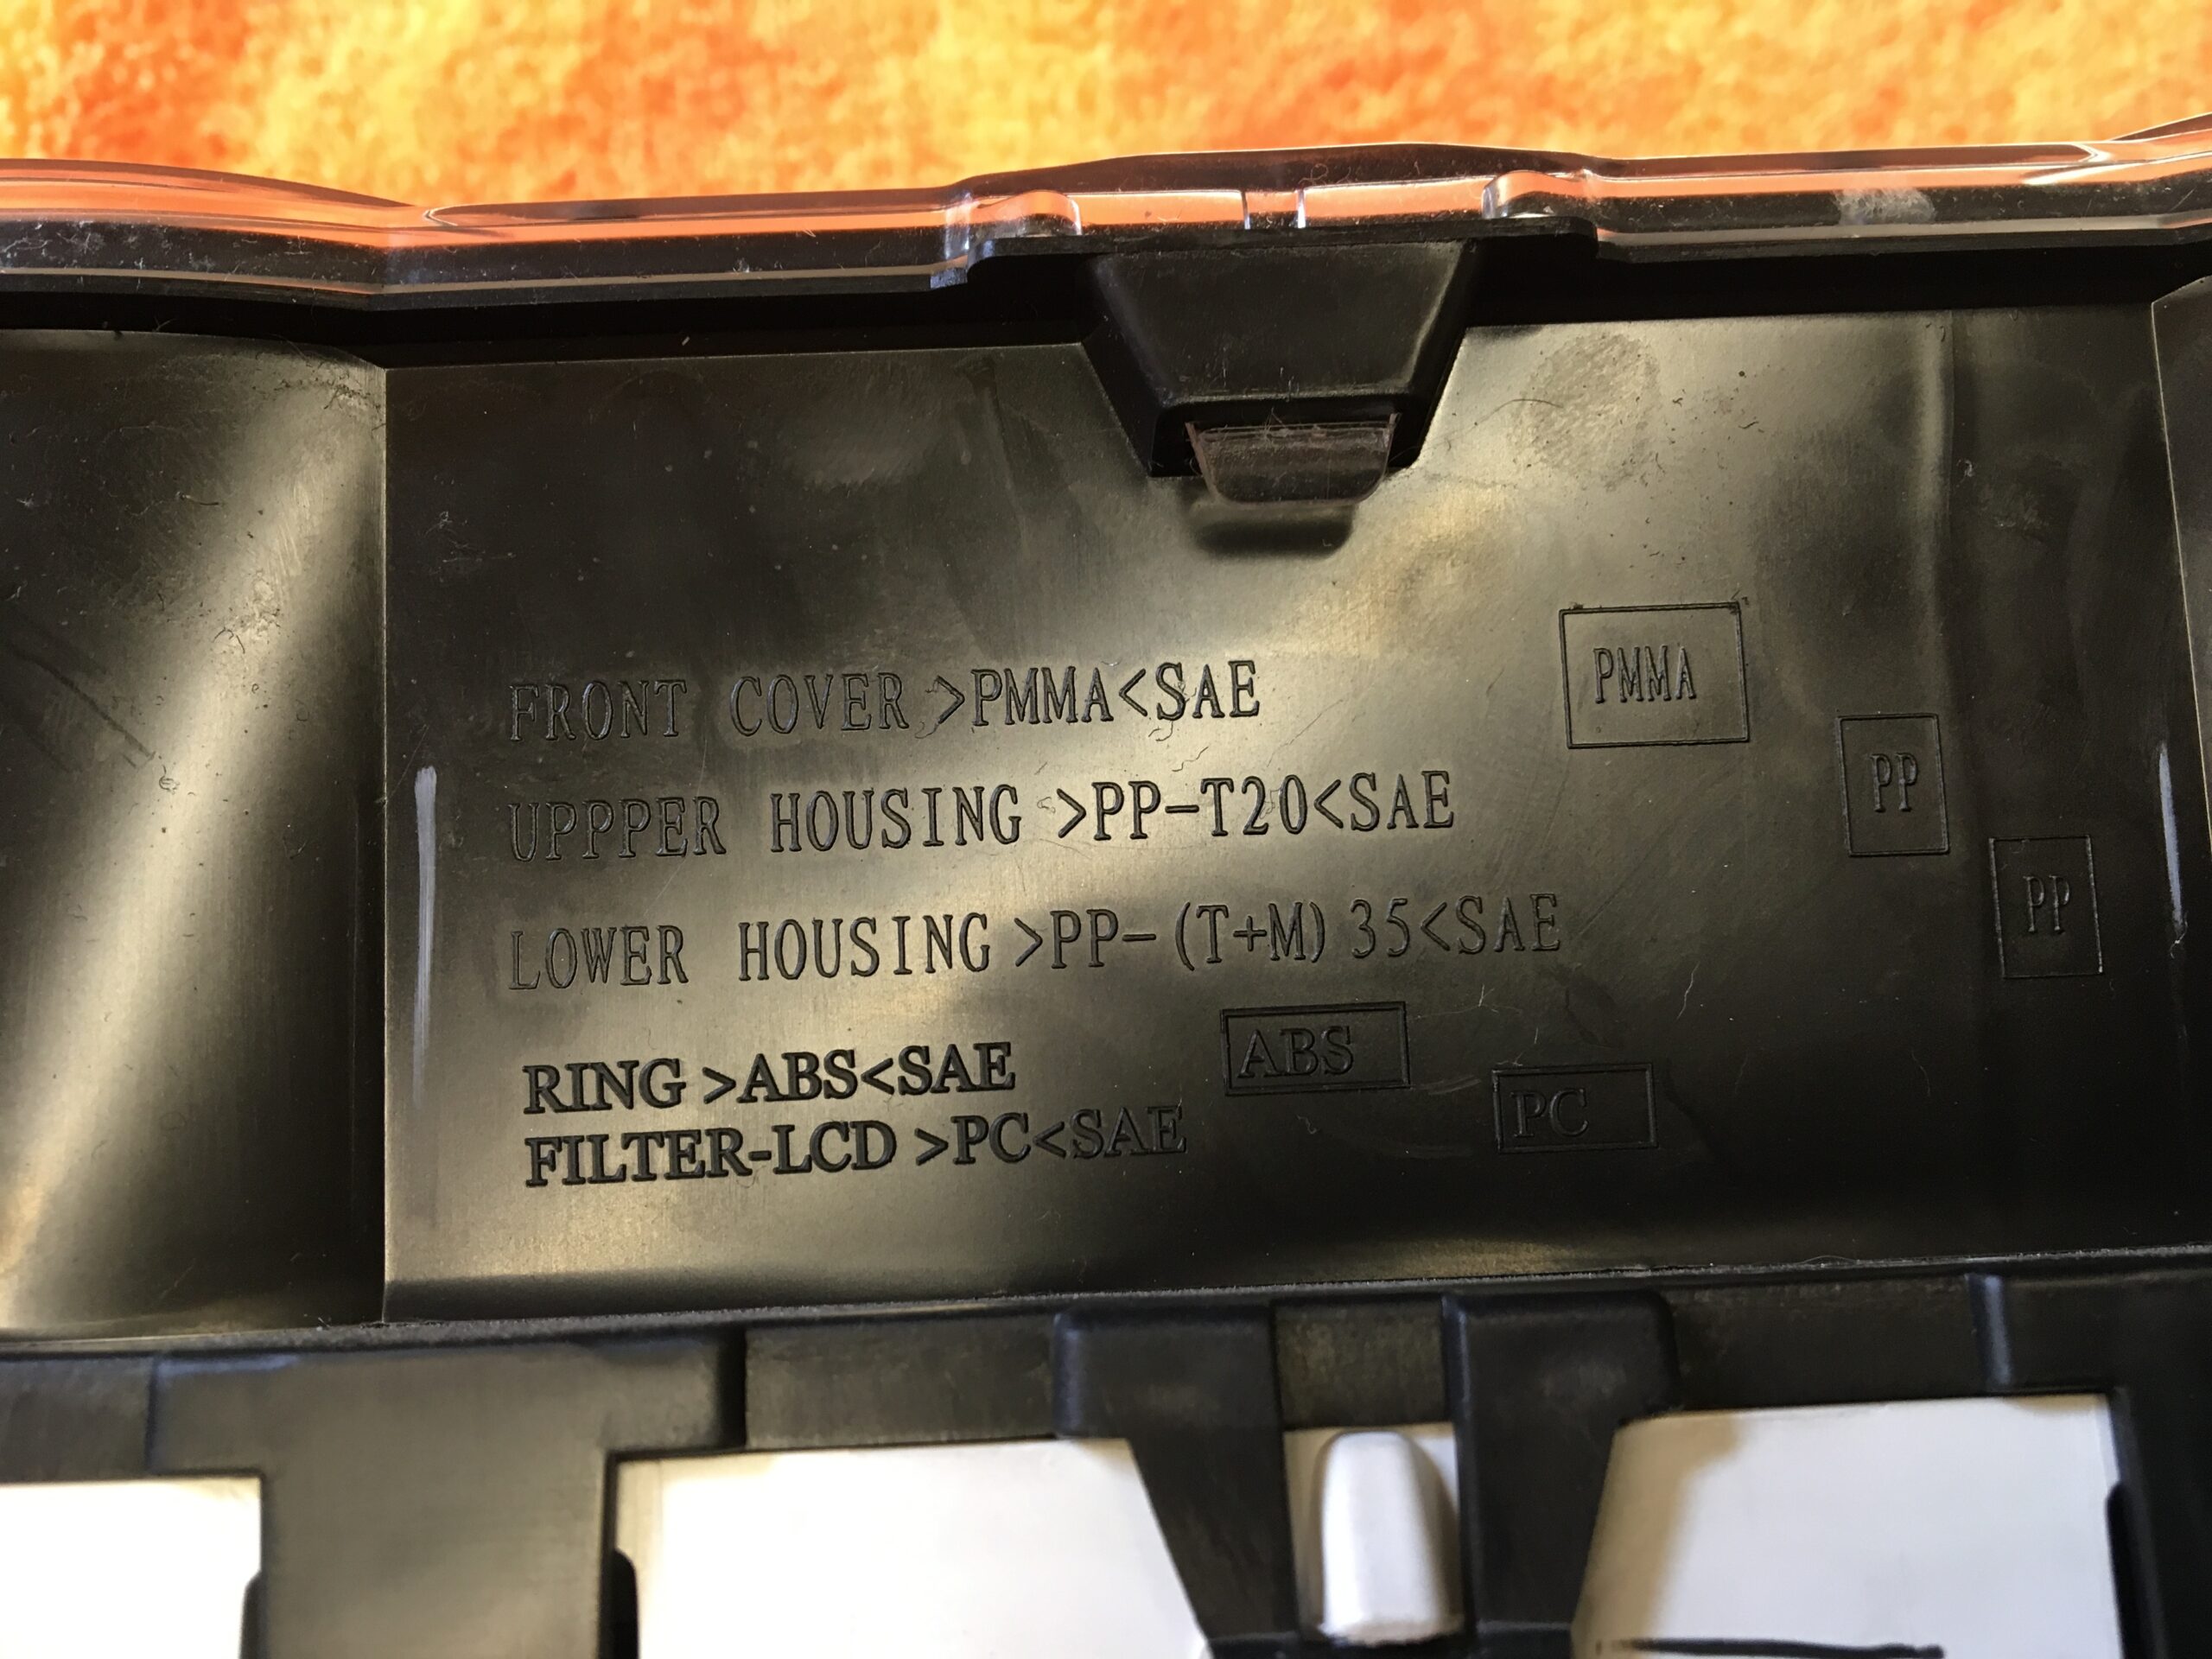 FRONT COVER >PMMA<SAE PMMA
UPPPER HOUSING >PP-T20<SAE PP
LOWER HOUSING >PP-(T+M) 35<SAE PP
RING >ABS<SAE ABS
FILTER-LCD >PC<SAE PC